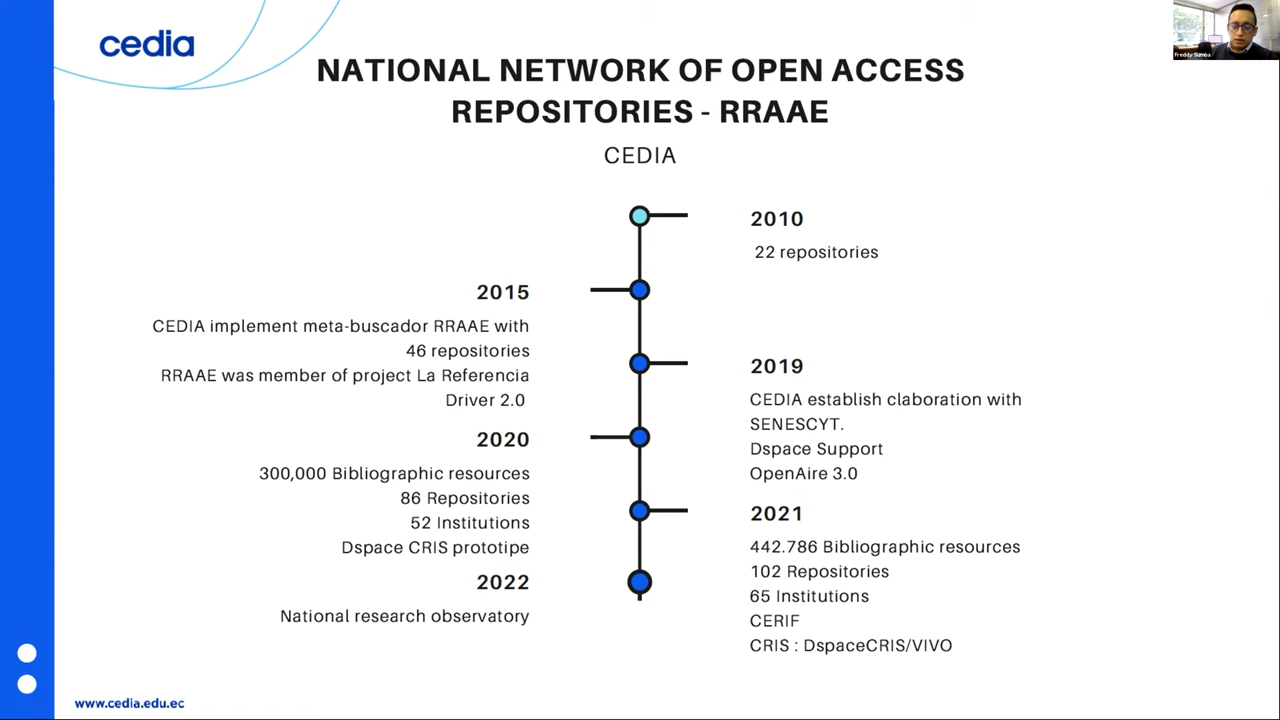 cedia
Freddy Sumba
NATIONAL NETWORK OF OPEN ACCESS
REPOSITORIES - RRAAE
CEDIA
2010
22 repositories
2015
CEDIA implement meta-buscador RRAAE with
46 repositories
RRAAE was member of project La Referencia
Driver 2.0
2019
CEDIA establish claboration with
SENESCYT.
Dspace Support
OpenAire 3.0
2020
300,000 Bibliographic resources
86 Repositories
52 Institutions
Dspace CRIS prototipe
2021
442.786 Bibliographic resources
102 Repositories
65 Institutions
CERIF
CRIS : DspaceCRIS/VIVO
2022
National research observatory
www.cedia.edu.ec